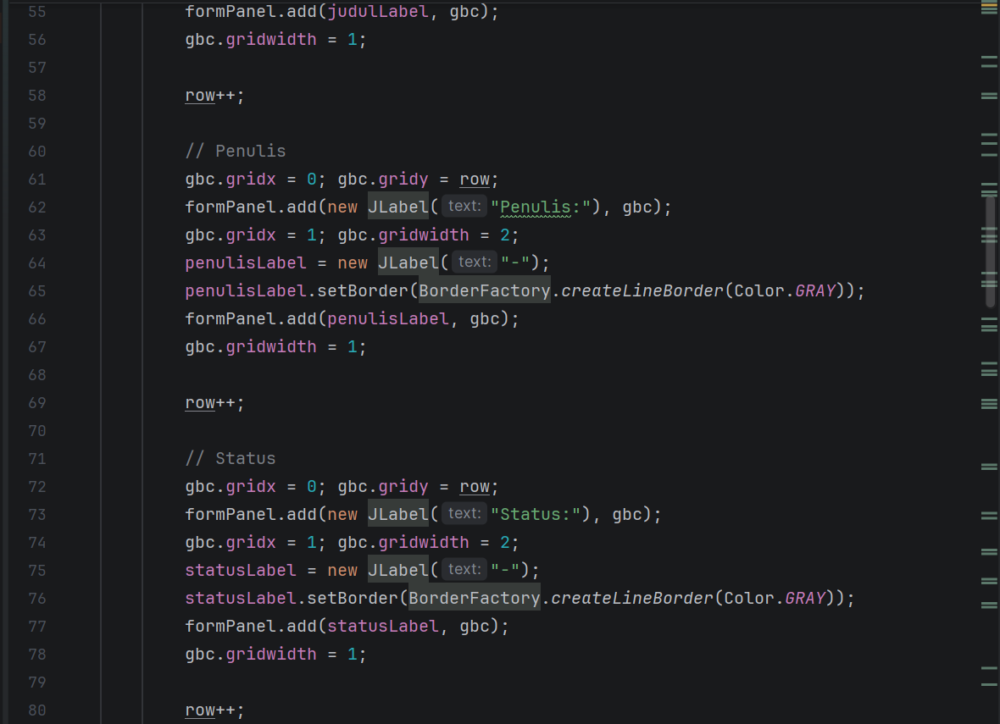 55 formPanel.add(judulLabel, gbc);
56 gbc.gridwidth = 1;
57
58 row++;
59
60 // Penulis
61 gbc.gridx = 0; gbc.gridy = row;
62 formPanel.add(new JLabel( text: "Penulis:"), gbc);
63 gbc.gridx = 1; gbc.gridwidth = 2;
64 penulisLabel = new JLabel( text: "-");
65 penulisLabel.setBorder(BorderFactory.createLineBorder(Color.GRAY));
66 formPanel.add(penulisLabel, gbc);
67 gbc.gridwidth = 1;
68
69 row++;
70
71 // Status
72 gbc.gridx = 0; gbc.gridy = row;
73 formPanel.add(new JLabel( text: "Status:"), gbc);
74 gbc.gridx = 1; gbc.gridwidth = 2;
75 statusLabel = new JLabel( text: "-");
76 statusLabel.setBorder(BorderFactory.createLineBorder(Color.GRAY));
77 formPanel.add(statusLabel, gbc);
78 gbc.gridwidth = 1;
79
80 row++;